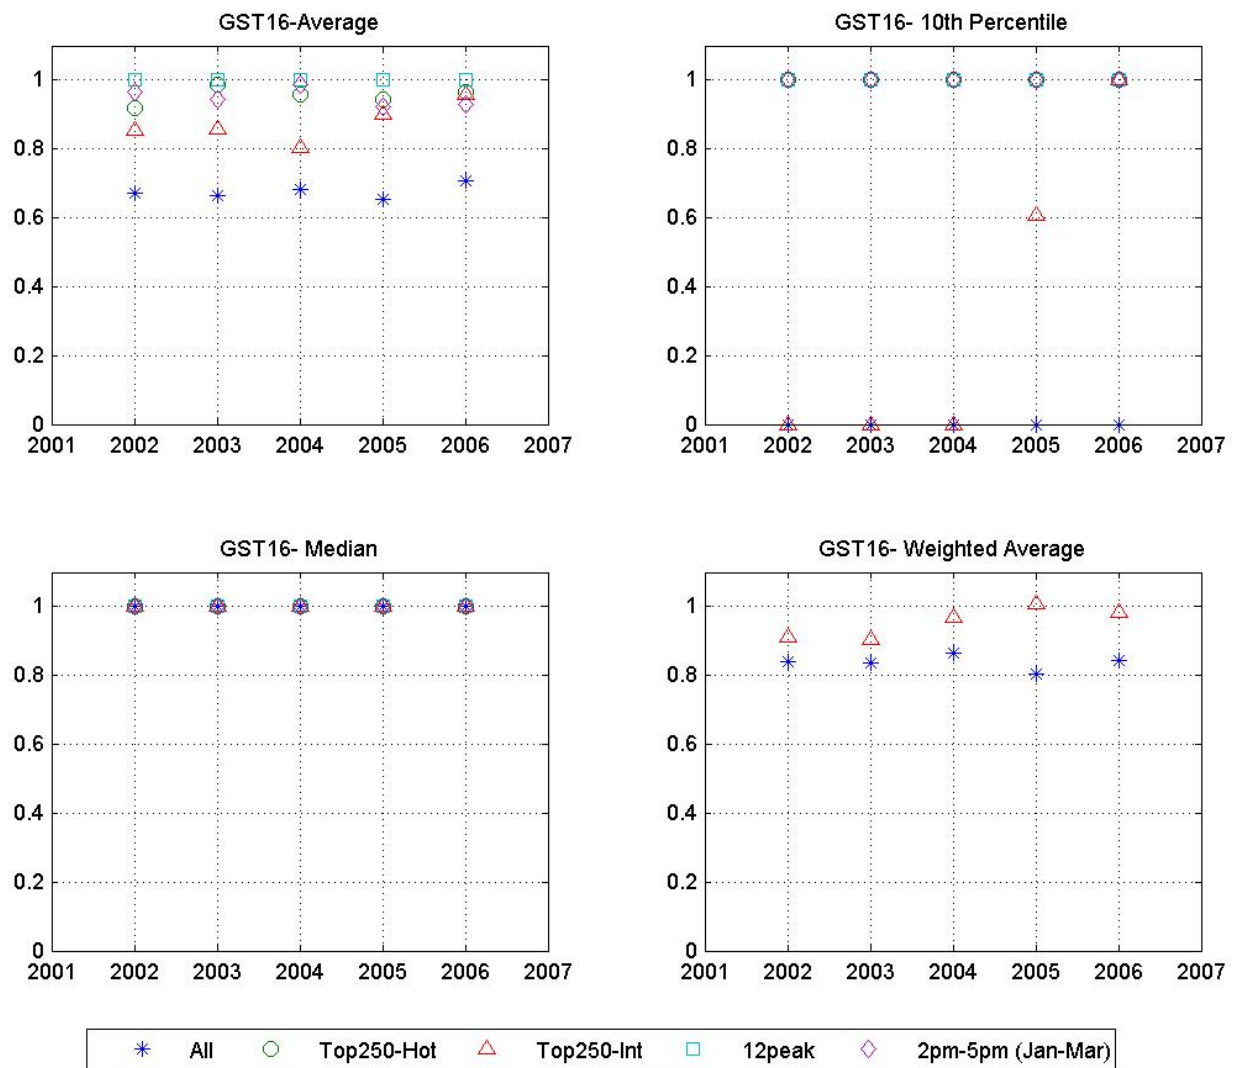 GST16-Average
1
0.8
0.6
0.4
0.2
0
2001 2002 2003 2004 2005 2006 2007
GST16- 10th Percentile
1
0.8
0.6
0.4
0.2
0
2001 2002 2003 2004 2005 2006 2007
GST16- Median
1
0.8
0.6
0.4
0.2
0
2001 2002 2003 2004 2005 2006 2007
GST16- Weighted Average
1
0.8
0.6
0.4
0.2
0
2001 2002 2003 2004 2005 2006 2007
All Top250-Hot Top250-Int 12peak 2pm-5pm (Jan-Mar)